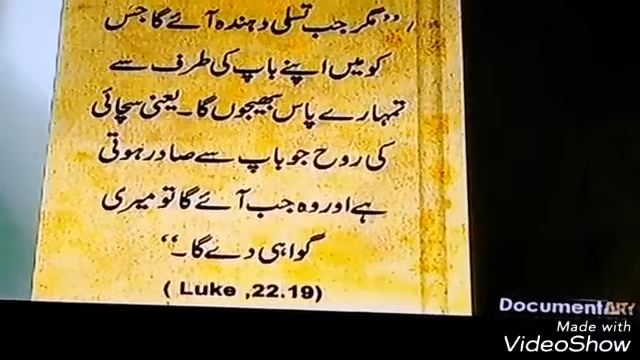 ”مگر جب تسلی دہندہ آئے گا جس
کو میں اپنے باپ کی طرف سے
تمہارے پاس بھیجوں گا۔ یعنی سچائی
کی روح جو باپ سے صادر ہوتی
ہے اور وہ جب آئے گا تو میری
گواہی دے گا۔“
( Luke ,22.19)
DocumentARY
Made with
VideoShow